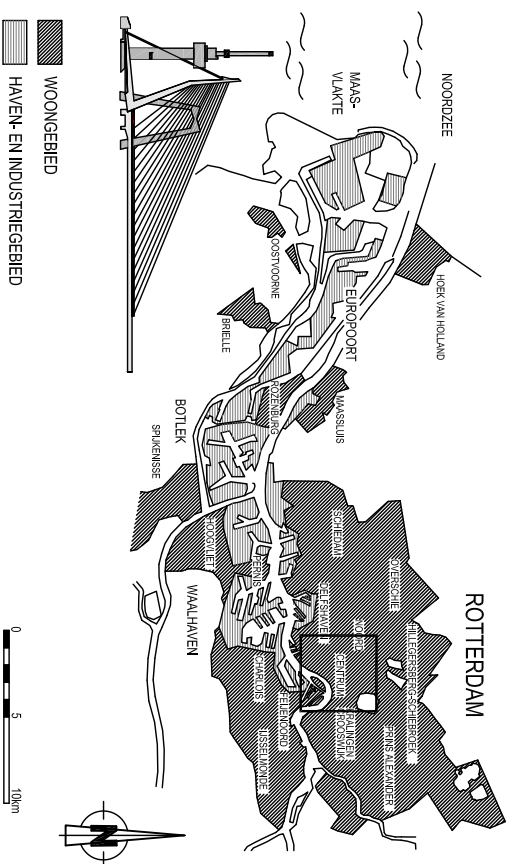 ROTTERDAM
NOORDZEE
MAAS-
VLAKTE
HOEK VAN HOLLAND
EUROPOORT
OOSTVOORNE
BRIELLE
MAASSLUIS
ROZENBURG
BOTLEK
SPIJKENISSE
HOOGVLIET
PERNIS
WAALHAVEN
SCHIEDAM
OVERSCHIE
HILLEGERSBERG-SCHIEBROEK
DELFSHAVEN
NOORD
CENTRUM
KRALINGEN
CROOSWIJK
PRINS ALEXANDER
CHARLOIS
FEIJENOORD
IJSSELMONDE
WOONGEBIED
HAVEN- EN INDUSTRIEGEBIED
0 5 10km
N